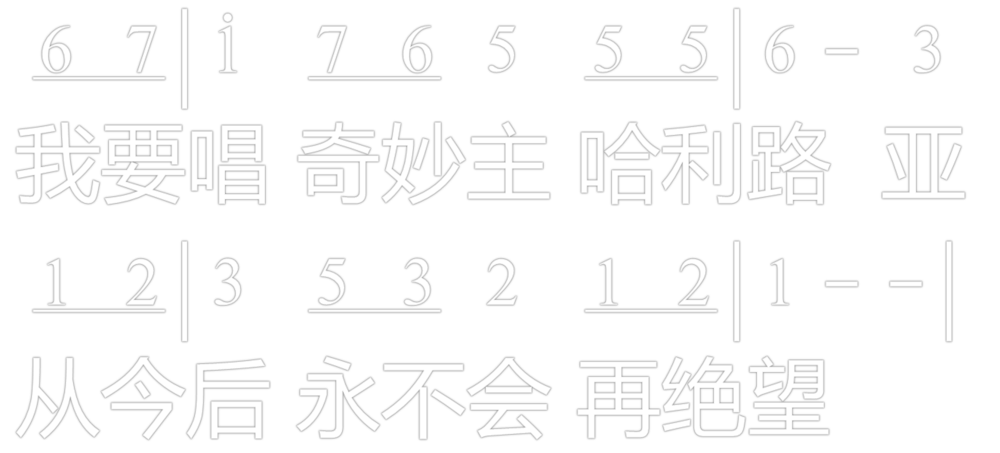 6 7 | i 7 6 5 5 5 | 6 - 3
我要唱 奇妙主 哈利路 亚
1 2 | 3 5 3 2 1 2 | 1 - - |
从今后 永不会 再绝望